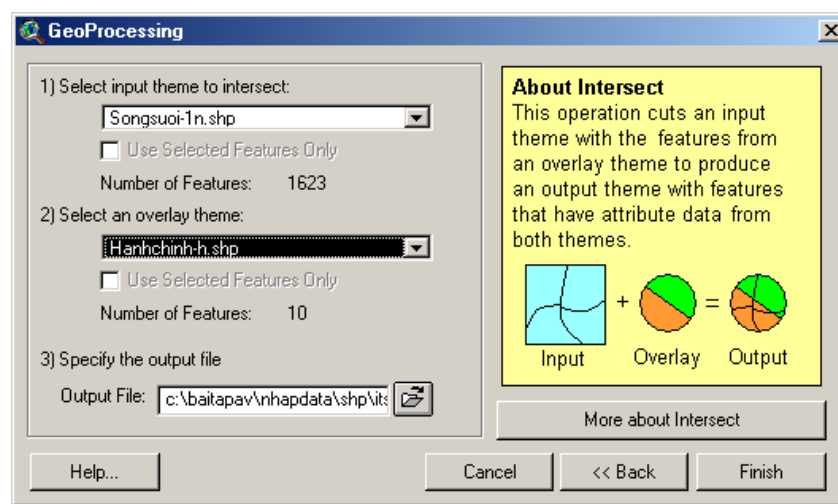 GeoProcessing
1) Select input theme to intersect:
Songsuoi-1n.shp
Use Selected Features Only
Number of Features: 1623
2) Select an overlay theme:
Hanhchinh-h.shp
Use Selected Features Only
Number of Features: 10
3) Specify the output file
Output File: c:\baitapav\nhapdata\shp\its
About Intersect
This operation cuts an input
theme with the features from
an overlay theme to produce
an output theme with features
that have attribute data from
both themes.
+ =
Input Overlay Output
More about Intersect
Help... Cancel << Back Finish